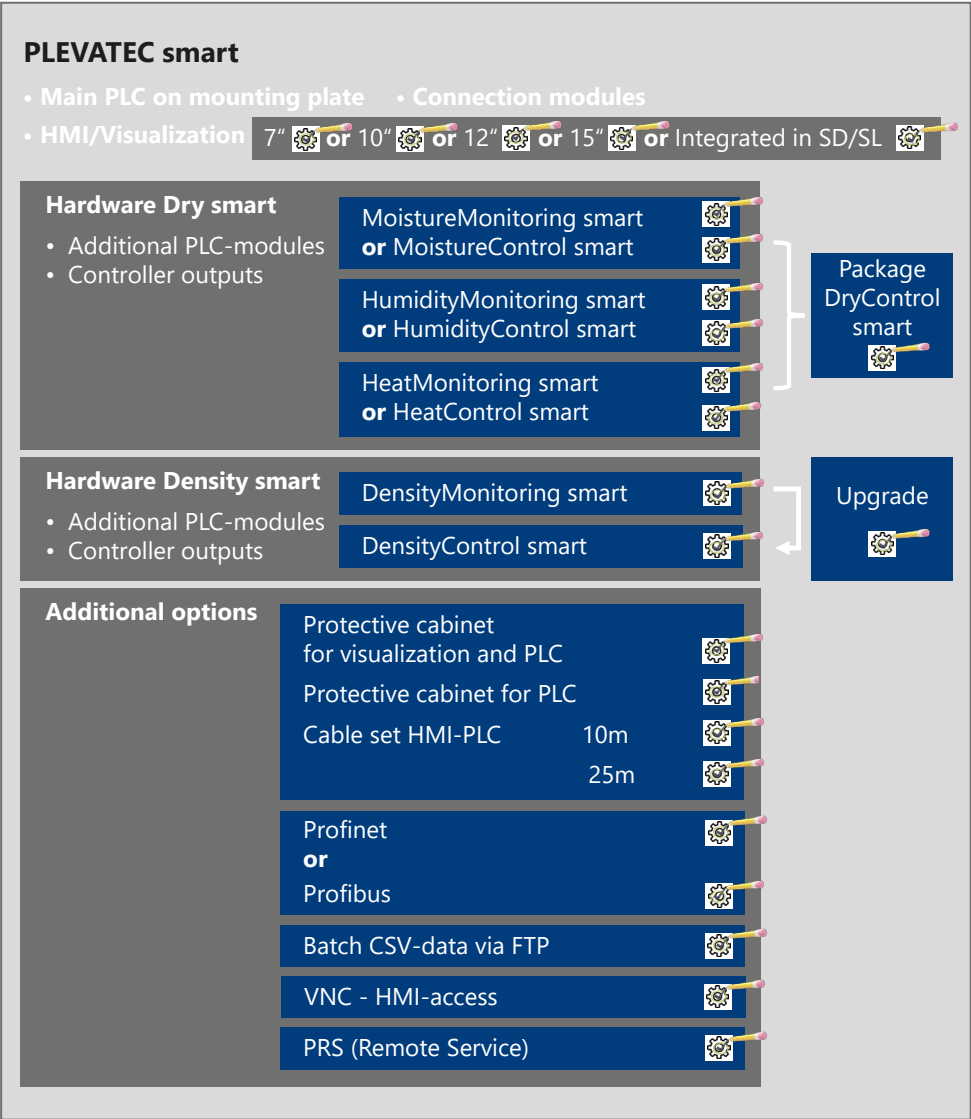 PLEVATEC smart
• Main PLC on mounting plate • Connection modules
• HMI/Visualization 7“ or 10“ or 12“ or 15“ or Integrated in SD/SL
Hardware Dry smart
• Additional PLC-modules
• Controller outputs
MoistureMonitoring smart
or MoistureControl smart
HumidityMonitoring smart
or HumidityControl smart
HeatMonitoring smart
or HeatControl smart
Package
DryControl
smart
Hardware Density smart
• Additional PLC-modules
• Controller outputs
DensityMonitoring smart
DensityControl smart
Upgrade
Additional options
Protective cabinet
for visualization and PLC
Protective cabinet for PLC
Cable set HMI-PLC 10m
25m
Profinet
or
Profibus
Batch CSV-data via FTP
VNC - HMI-access
PRS (Remote Service)